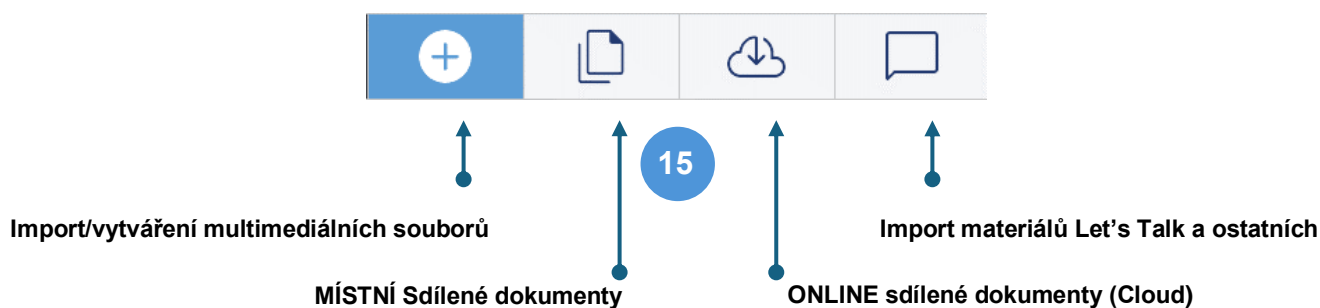 15
Import/vytváření multimediálních souborů
Import materiálů Let's Talk a ostatních
MÍSTNÍ Sdílené dokumenty
ONLINE sdílené dokumenty (Cloud)